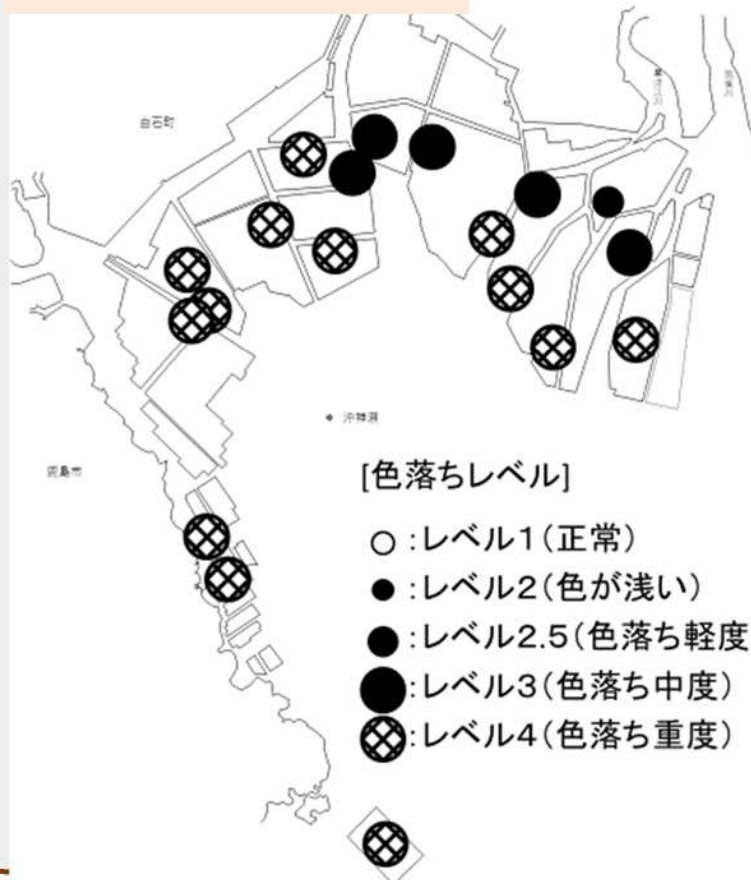 白石町
沖神瀬
鹿島市
[色落ちレベル]
○:レベル1(正常)
●:レベル2(色が浅い)
●:レベル2.5(色落ち軽度
●:レベル3(色落ち中度)
:レベル4(色落ち重度)